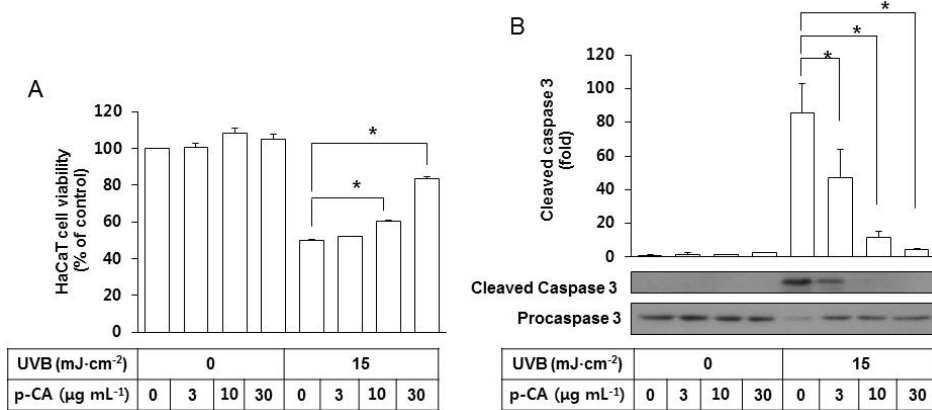 A
HaCaT cell viability
(% of control)
120
100
80
60
40
20
0
*
*
UVB (mJ·cm⁻²) 0 15
p-CA (µg mL⁻¹) 0 3 10 30 0 3 10 30
B
Cleaved caspase 3
(fold)
120
100
80
60
40
20
0
*
*
*
Cleaved Caspase 3
Procaspase 3
UVB (mJ·cm⁻²) 0 15
p-CA (µg mL⁻¹) 0 3 10 30 0 3 10 30